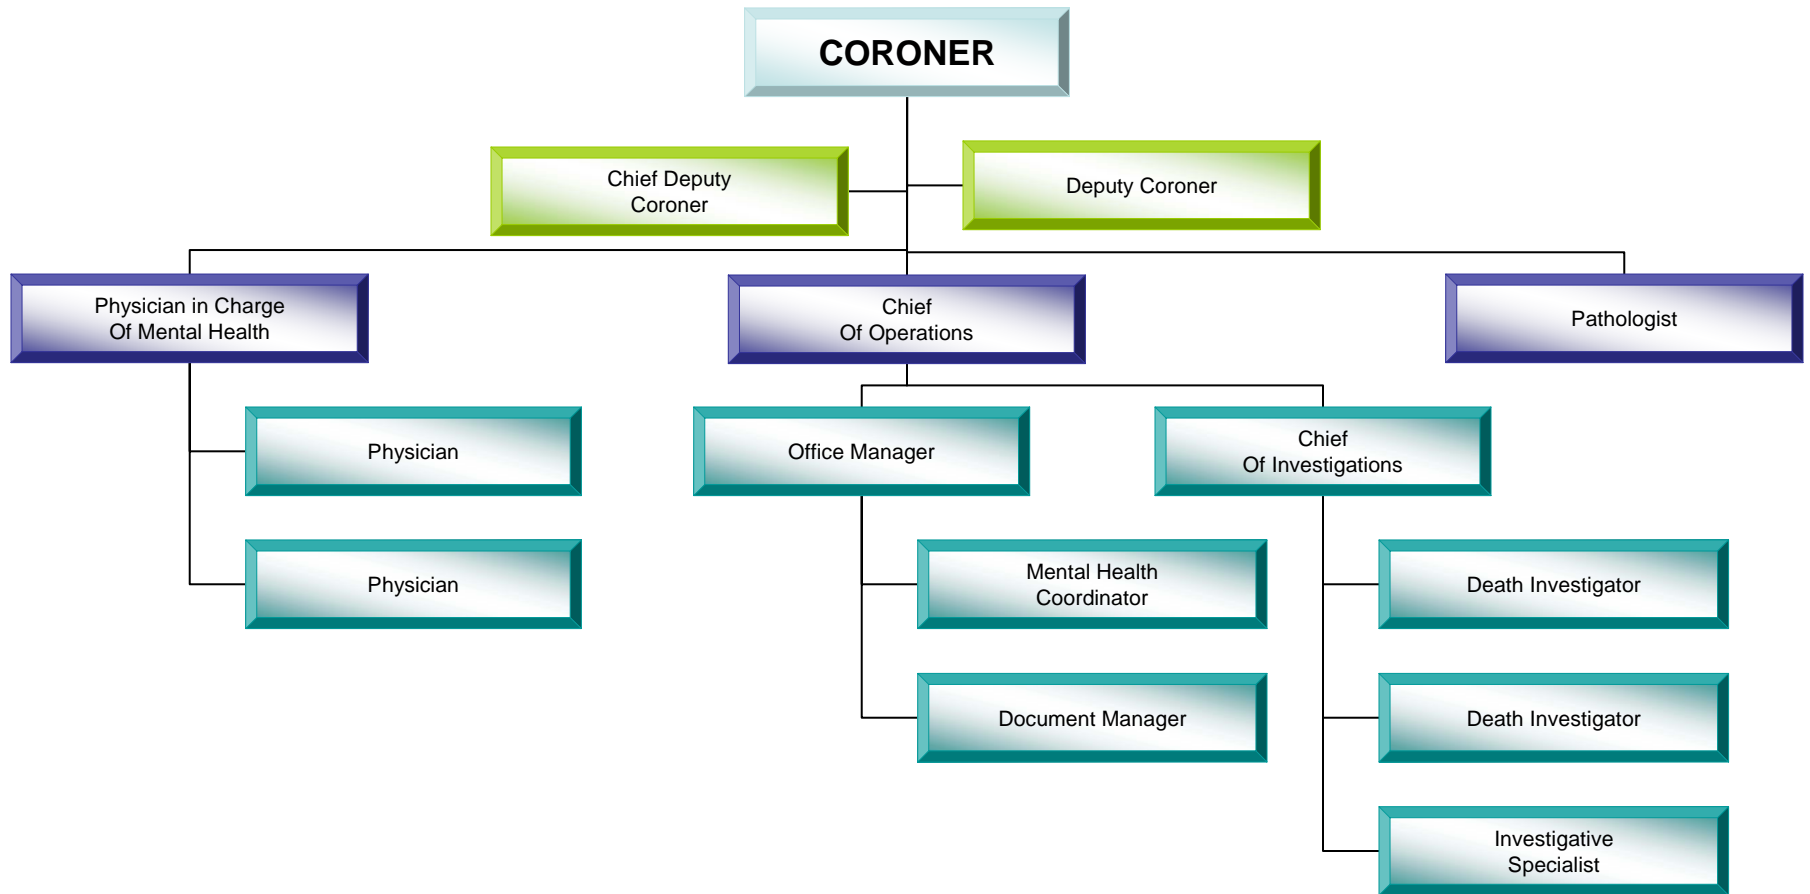 CORONER
Chief Deputy
Coroner
Deputy Coroner
Physician in Charge
Of Mental Health
Chief
Of Operations
Pathologist
Physician
Office Manager
Chief
Of Investigations
Physician
Mental Health
Coordinator
Death Investigator
Document Manager
Death Investigator
Investigative
Specialist